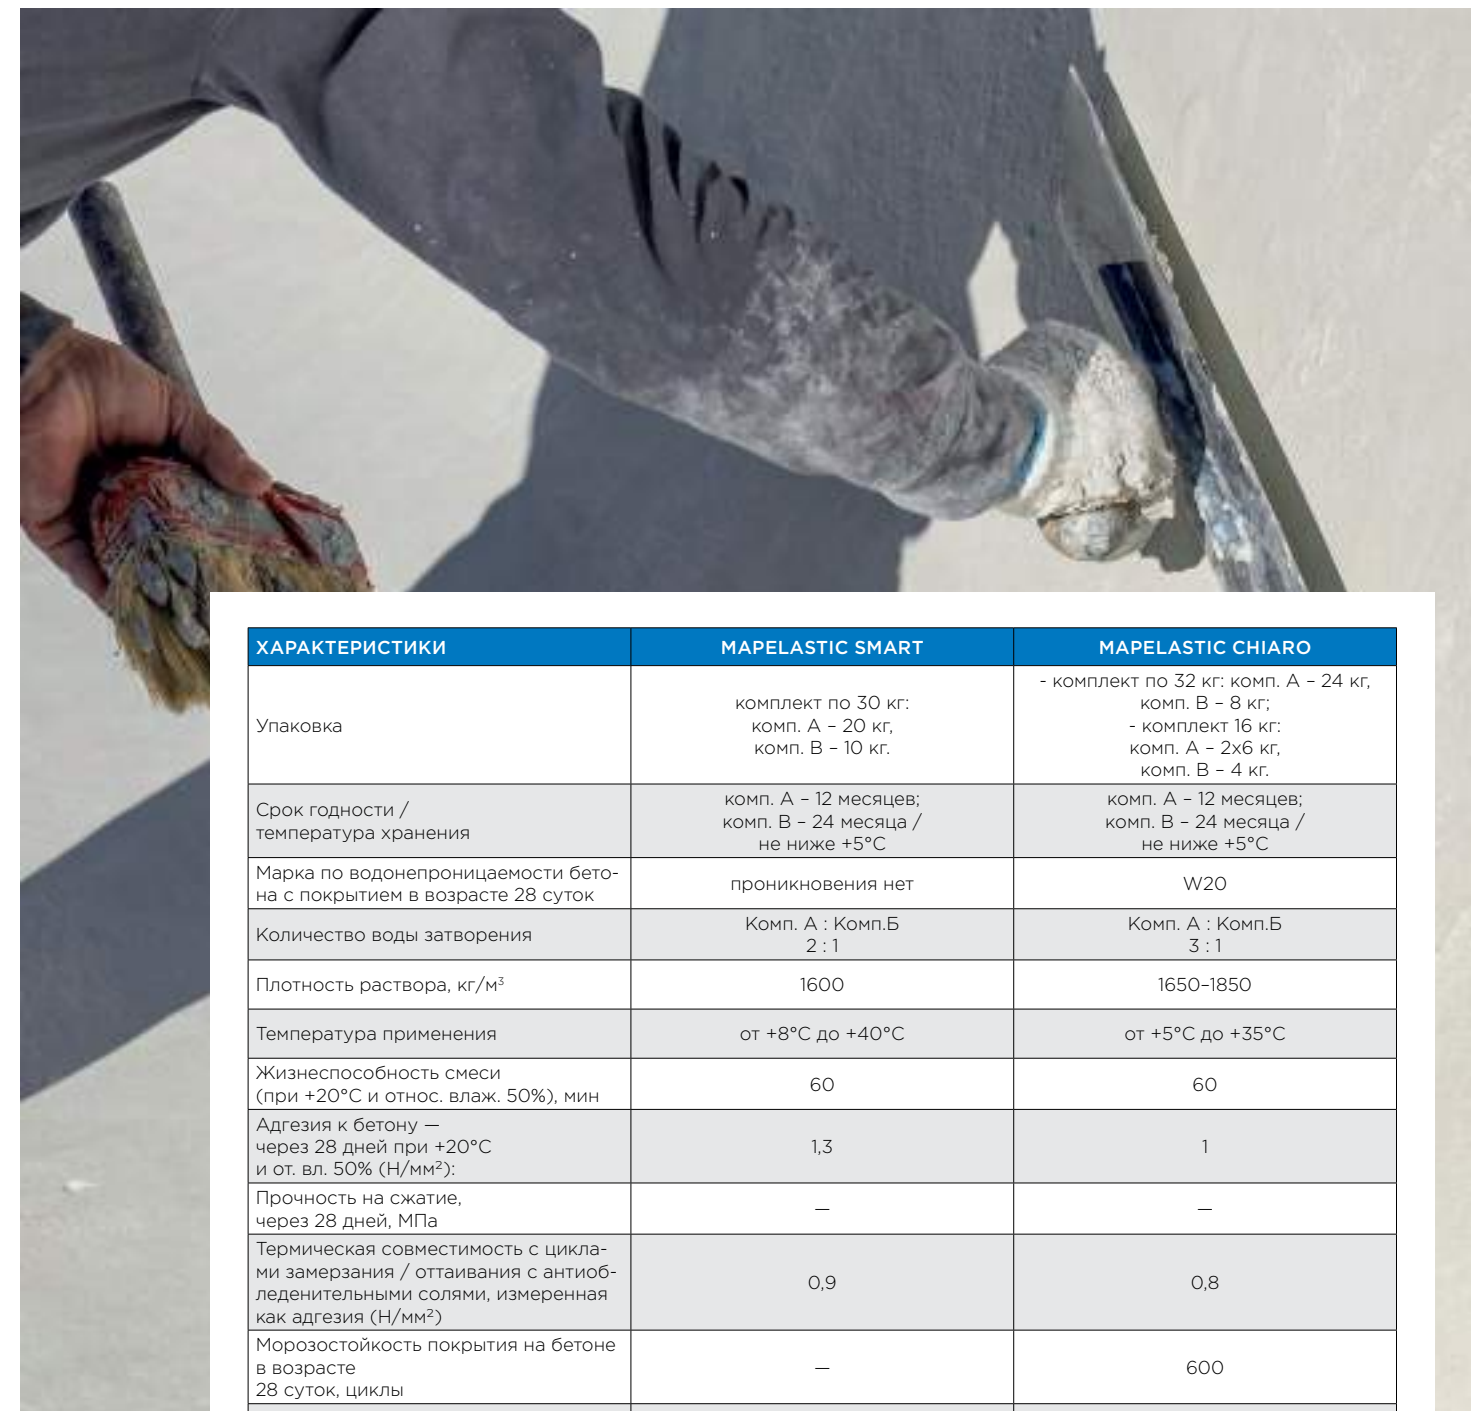 ХАРАКТЕРИСТИКИ
MAPELASTIC SMART
MAPELASTIC CHIARO
Упаковка
комплект по 30 кг:
комп. А – 20 кг,
комп. В – 10 кг.
- комплект по 32 кг: комп. А – 24 кг,
комп. В – 8 кг;
- комплект 16 кг:
комп. А – 2х6 кг,
комп. В – 4 кг.
Срок годности /
температура хранения
комп. А – 12 месяцев;
комп. В – 24 месяца /
не ниже +5°C
комп. А – 12 месяцев;
комп. В – 24 месяца /
не ниже +5°C
Марка по водонепроницаемости бето-
на с покрытием в возрасте 28 суток
проникновения нет
W20
Количество воды затворения
Комп. А : Комп.Б
2 : 1
Комп. А : Комп.Б
3 : 1
Плотность раствора, кг/м³
1600
1650–1850
Температура применения
от +8°C до +40°C
от +5°C до +35°C
Жизнеспособность смеси
(при +20°C и относ. влаж. 50%), мин
60
60
Адгезия к бетону —
через 28 дней при +20°C
и от. вл. 50% (Н/мм²):
1,3
1
Прочность на сжатие,
через 28 дней, МПа
—
—
Термическая совместимость с цикла-
ми замерзания / оттаивания с антиоб-
леденительными солями, измеренная
как адгезия (Н/мм²)
0,9
0,8
Морозостойкость покрытия на бетоне
в возрасте
28 суток, циклы
—
600